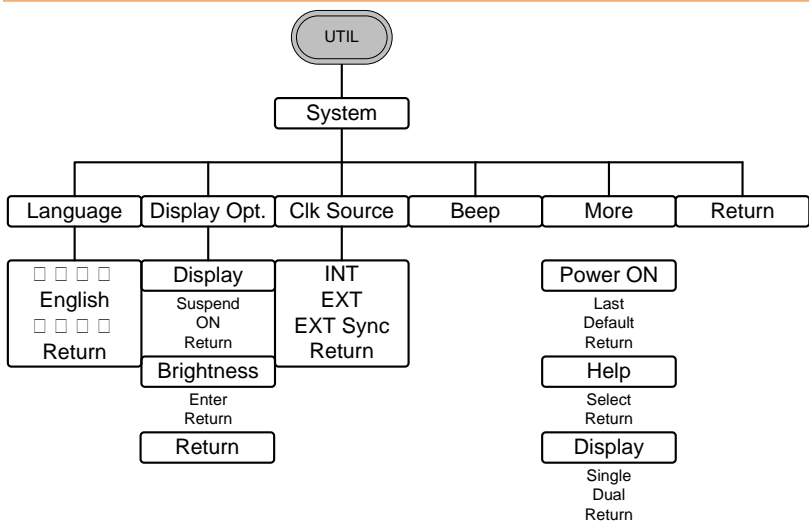 UTIL
System
Language
Display Opt.
Clk Source
Beep
More
Return
□ □ □ □
English
□ □ □ □
Return
Display
Suspend
ON
Return
Brightness
Enter
Return
Return
INT
EXT
EXT Sync
Return
Power ON
Last
Default
Return
Help
Select
Return
Display
Single
Dual
Return